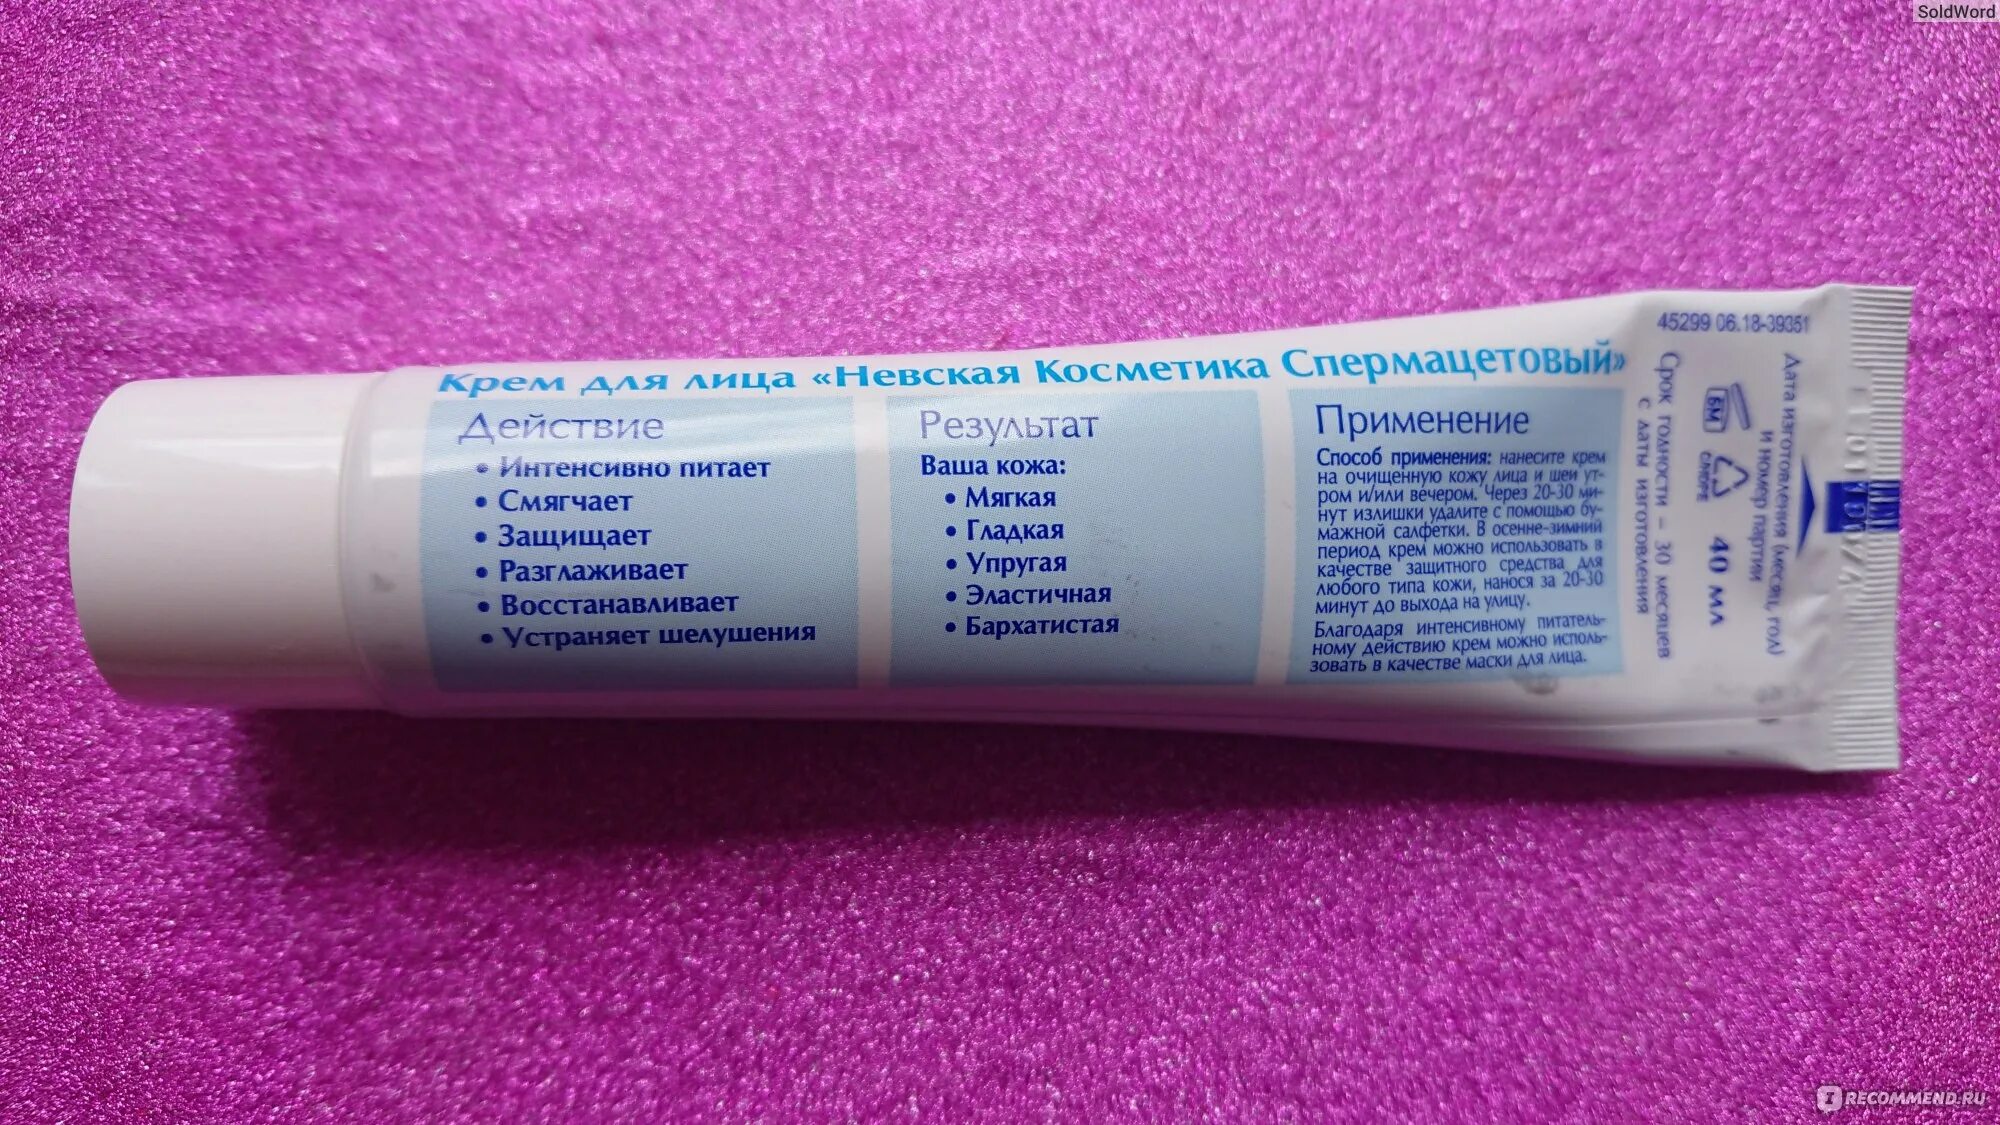 SoldWord
45299 06.18-39351
Крем для лица «Невская Косметика Спермацетовый»
Действие
• Интенсивно питает
• Смягчает
• Защищает
• Разглаживает
• Восстанавливает
• Устраняет шелушения
Результат
Ваша кожа:
• Мягкая
• Гладкая
• Упругая
• Эластичная
• Бархатистая
Применение
Способ применения: нанесите крем
на очищенную кожу лица и шеи ут-
ром и/или вечером. Через 20-30 ми-
нут излишки удалите с помощью бу-
мажной салфетки. В осенне-зимний
период крем можно использовать в
качестве защитного средства для
любого типа кожи, нанося за 20-30
минут до выхода на улицу.
Благодаря интенсивному питатель-
ному действию крем можно исполь-
зовать в качестве маски для лица.
Дата изготовления (месяц, год)
и номер партии
6M
C/PAP/PE
40 мл
Срок годности – 30 месяцев
с даты изготовления
IRECOMMEND.RU